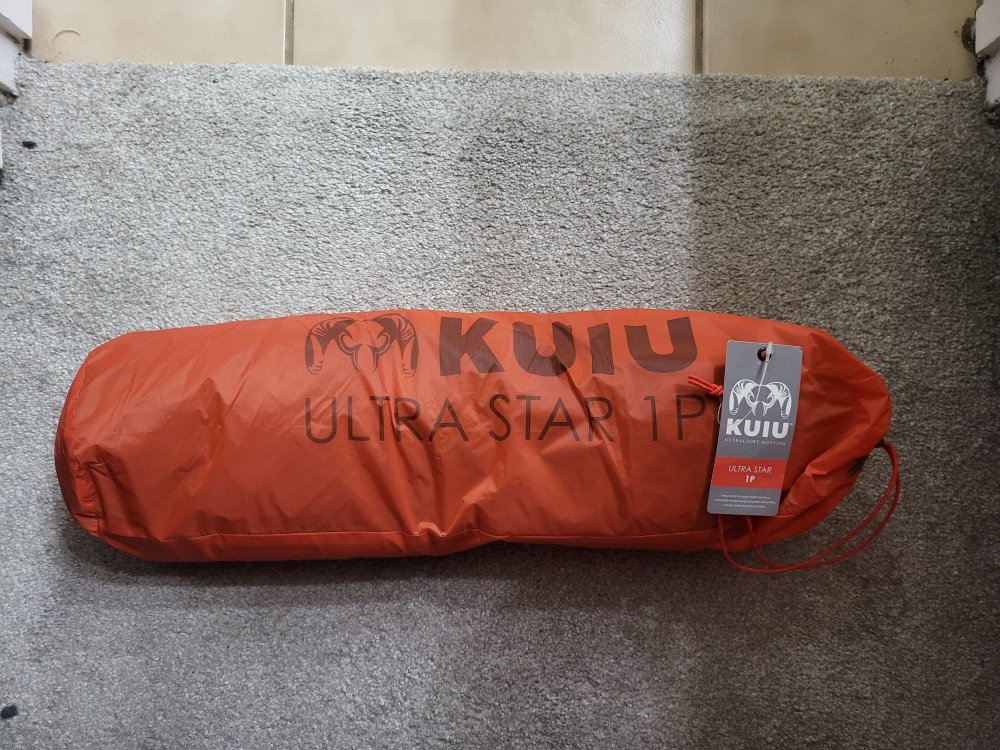 KUIU
ULTRA STAR 1P
KUIU®
ULTRALIGHT HUNTING
ULTRA STAR
1P